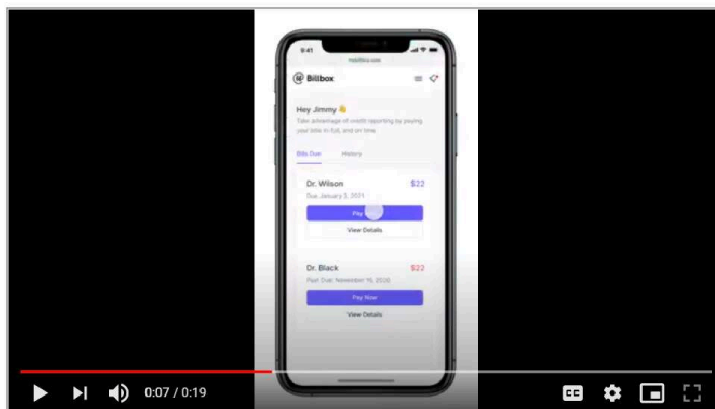 9:41
Billbox
Hey Jimmy 👋
Take advantage of credit reporting by paying
your bills in full, and on time.
Bills Due History
Dr. Wilson $22
Due: January 3, 2021
Pay
View Details
Dr. Black $22
Past Due: November 15, 2020
Pay Now
View Details
0:07 / 0:19
CC